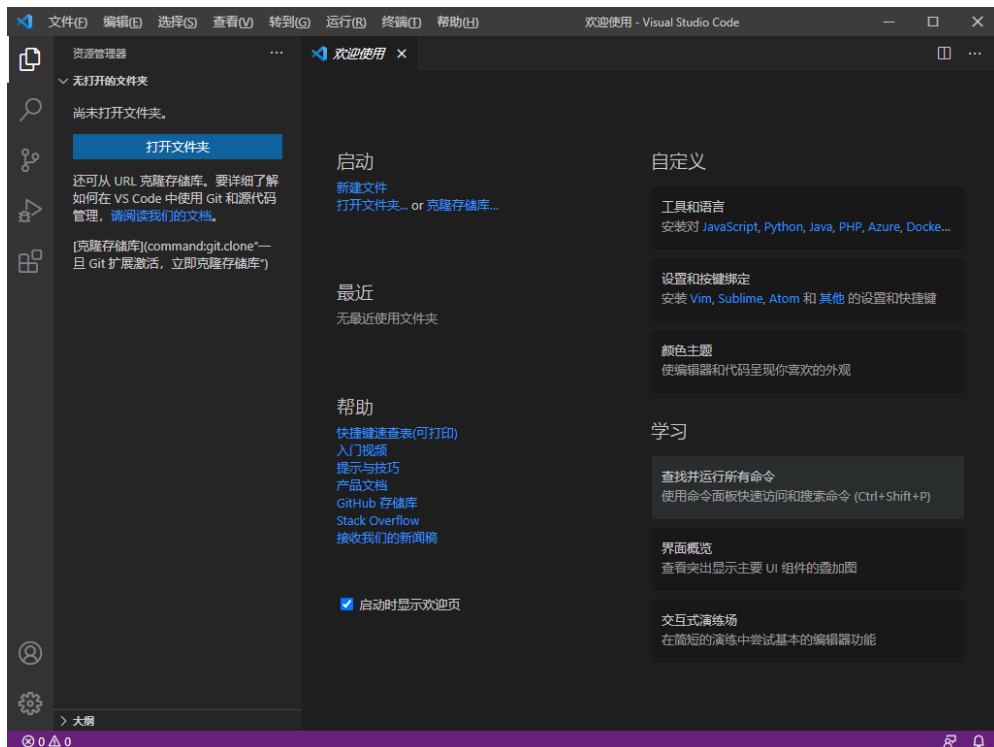 文件(F) 编辑(E) 选择(S) 查看(V) 转到(G) 运行(R) 终端(T) 帮助(H) 欢迎使用 - Visual Studio Code
资源管理器
欢迎使用
无打开的文件夹
尚未打开文件夹。
打开文件夹
还可从 URL 克隆存储库。要详细了解
如何在 VS Code 中使用 Git 和源代码
管理，请阅读我们的文档。
[克隆存储库](command:git.clone"一
且 Git 扩展激活，立即克隆存储库")
大纲
启动
新建文件
打开文件夹... or 克隆存储库...
最近
无最近使用文件夹
帮助
快捷键速查表(可打印)
入门视频
提示与技巧
产品文档
GitHub 存储库
Stack Overflow
接收我们的新闻稿
启动时显示欢迎页
自定义
工具和语言
安装对 JavaScript, Python, Java, PHP, Azure, Docke...
设置和按键绑定
安装 Vim, Sublime, Atom 和 其他 的设置和快捷键
颜色主题
使编辑器和代码呈现你喜欢的外观
学习
查找并运行所有命令
使用命令面板快速访问和搜索命令 (Ctrl+Shift+P)
界面概览
查看突出显示主要 UI 组件的叠加图
交互式演练场
在简短的演练中尝试基本的编辑器功能
0 0